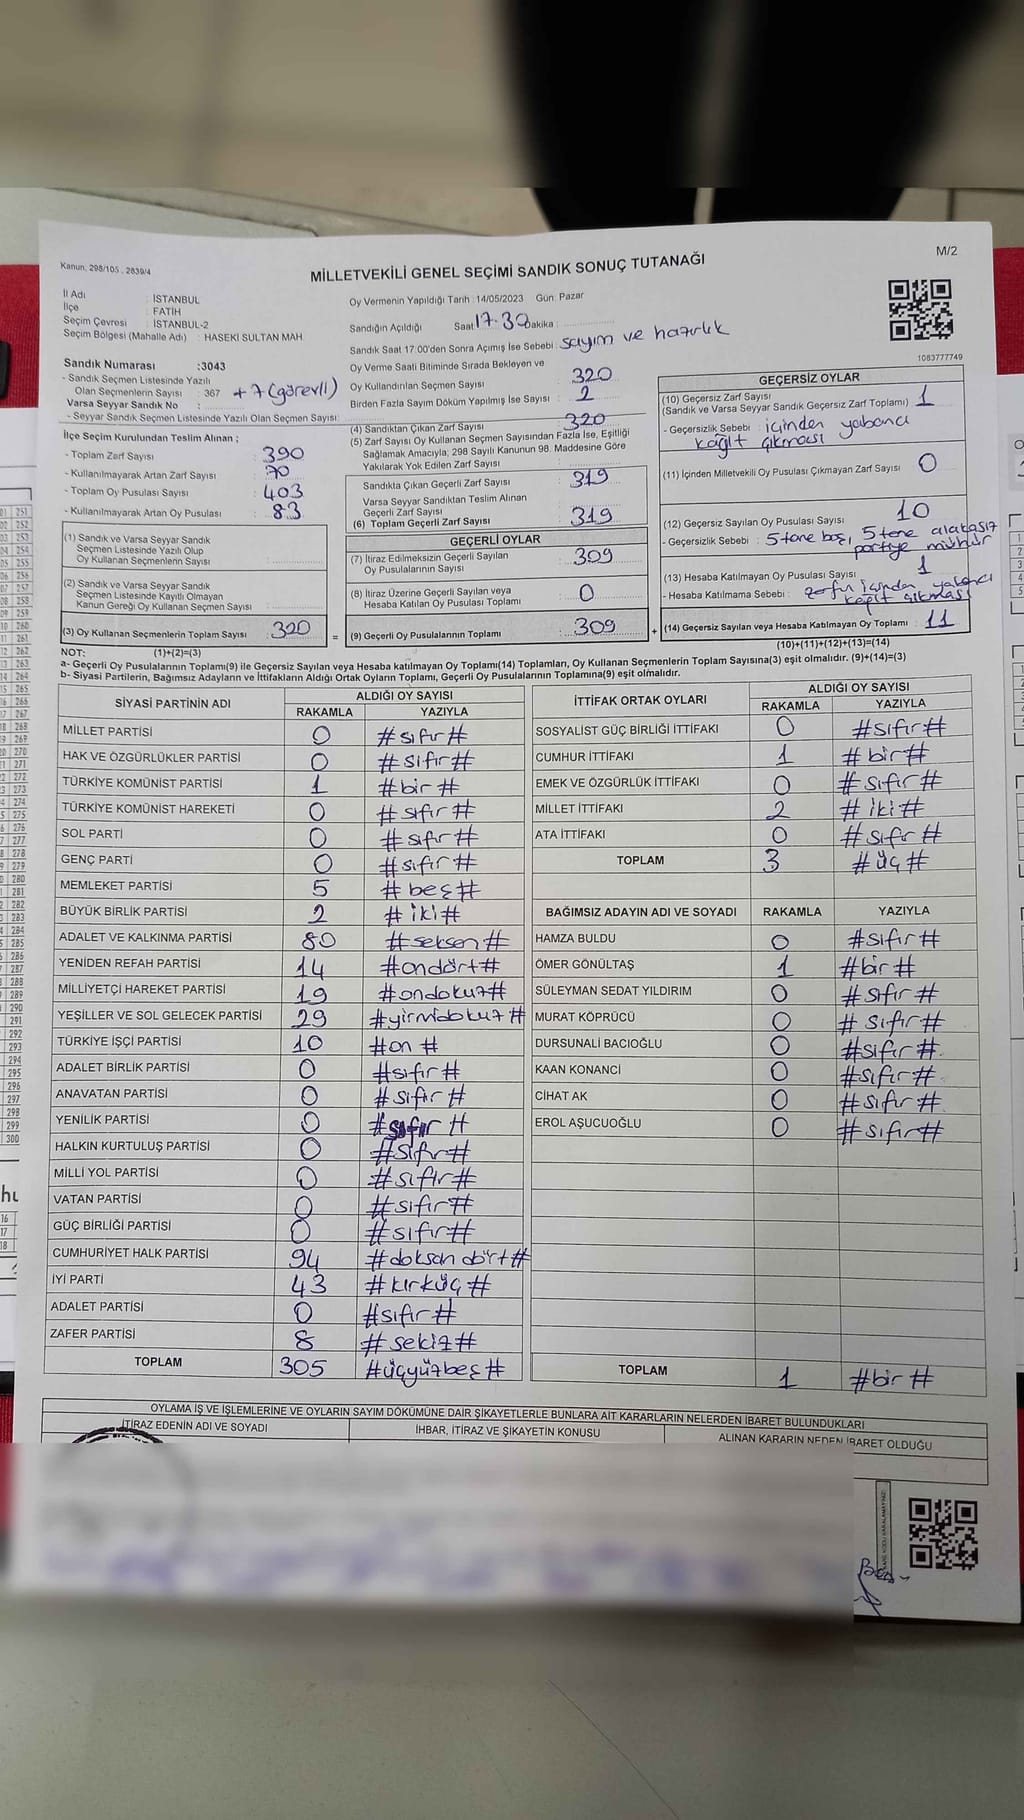 M/2
Kanun, 298/105 , 2839/4
MİLLETVEKİLİ GENEL SEÇİMİ SANDIK SONUÇ TUTANAĞI
İl Adı : İSTANBUL
İlçe : FATİH
Seçim Çevresi : İSTANBUL-2
Seçim Bölgesi (Mahalle Adı) : HASEKİ SULTAN MAH.
Sandık Numarası :3043
- Sandık Seçmen Listesinde Yazılı
Olan Seçmenlerin Sayısı : 367 +7(görevli)
Varsa Seyyar Sandık No :
- Seyyar Sandık Seçmen Listesinde Yazılı Olan Seçmen Sayısı:
İlçe Seçim Kurulundan Teslim Alınan ;
- Toplam Zarf Sayısı : 390
- Kullanılmayarak Artan Zarf Sayısı : 70
- Toplam Oy Pusulası Sayısı : 403
- Kullanılmayarak Artan Oy Pusulası : 83
(1) Sandık ve Varsa Seyyar Sandık
Seçmen Listesinde Yazılı Olup
Oy Kullanan Seçmenlerin Sayısı :
(2) Sandık ve Varsa Seyyar Sandık
Seçmen Listesinde Kayıtlı Olmayan
Kanun Gereği Oy Kullanan Seçmen Sayısı :
(3) Oy Kullanan Seçmenlerin Toplam Sayısı : 320 =
(1)+(2)=(3)
Oy Vermenin Yapıldığı Tarih : 14/05/2023 Gün: Pazar
Sandığın Açıldığı Saat 17.30 Dakika :
Sandık Saat 17:00'den Sonra Açımış İse Sebebi : sayım ve hazırlık
Oy Verme Saati Bitiminde Sırada Bekleyen ve
Oy Kullandırılan Seçmen Sayısı : 320
Birden Fazla Sayım Döküm Yapılmış İse Sayısı : 2
(4) Sandıktan Çıkan Zarf Sayısı : 320
(5) Zarf Sayısı Oy Kullanan Seçmen Sayısından Fazla İse, Eşitliği
Sağlamak Amacıyla, 298 Sayılı Kanunun 98. Maddesine Göre
Yakılarak Yok Edilen Zarf Sayısı :
Sandıkta Çıkan Geçerli Zarf Sayısı : 319
Varsa Seyyar Sandıktan Teslim Alınan
Geçerli Zarf Sayısı :
(6) Toplam Geçerli Zarf Sayısı : 319
GEÇERLİ OYLAR
(7) İtiraz Edilmeksizin Geçerli Sayılan
Oy Pusulalarının Sayısı : 309
(8) İtiraz Üzerine Geçerli Sayılan veya
Hesaba Katılan Oy Pusulası Toplamı : 0
(9) Geçerli Oy Pusulalarının Toplamı : 309 +
1083777749
GEÇERSİZ OYLAR
(10) Geçersiz Zarf Sayısı : 1
(Sandık ve Varsa Seyyar Sandık Geçersiz Zarf Toplamı)
- Geçersizlik Sebebi : içinden yabancı
kağıt çıkması
(11) İçinden Milletvekili Oy Pusulası Çıkmayan Zarf Sayısı : 0
(12) Geçersiz Sayılan Oy Pusulası Sayısı : 10
- Geçersizlik Sebebi : 5 tane boş, 5 tane alakasız
partiye mühür
(13) Hesaba Katılmayan Oy Pusulası Sayısı : 1
- Hesaba Katılmama Sebebi : zarfın içinden yabancı
kağıt çıkması
(14) Geçersiz Sayılan veya Hesaba Katılmayan Oy Toplamı : 11
(10)+(11)+(12)+(13)=(14)
NOT:
a- Geçerli Oy Pusulalarının Toplamı(9) ile Geçersiz Sayılan veya Hesaba katılmayan Oy Toplamı(14) Toplamları, Oy Kullanan Seçmenlerin Toplam Sayısına(3) eşit olmalıdır. (9)+(14)=(3)
b- Siyasi Partilerin, Bağımsız Adayların ve İttifakların Aldığı Ortak Oyların Toplamı, Geçerli Oy Pusulalarının Toplamına(9) eşit olmalıdır.
SİYASİ PARTİNİN ADI ALDIĞI OY SAYISI
RAKAMLA YAZIYLA
MİLLET PARTİSİ 0 #sıfır#
HAK VE ÖZGÜRLÜKLER PARTİSİ 0 #sıfır#
TÜRKİYE KOMÜNİST PARTİSİ 1 #bir#
TÜRKİYE KOMÜNİST HAREKETİ 0 #sıfır#
SOL PARTİ 0 #sıfır#
GENÇ PARTİ 0 #sıfır#
MEMLEKET PARTİSİ 5 #beş#
BÜYÜK BİRLİK PARTİSİ 2 #iki#
ADALET VE KALKINMA PARTİSİ 80 #seksen#
YENİDEN REFAH PARTİSİ 14 #ondört#
MİLLİYETÇİ HAREKET PARTİSİ 19 #ondokuz#
YEŞİLLER VE SOL GELECEK PARTİSİ 29 #yirmidokuz#
TÜRKİYE İŞÇİ PARTİSİ 10 #on#
ADALET BİRLİK PARTİSİ 0 #sıfır#
ANAVATAN PARTİSİ 0 #sıfır#
YENİLİK PARTİSİ 0 #sıfır#
HALKIN KURTULUŞ PARTİSİ 0 #sıfır#
MİLLİ YOL PARTİSİ 0 #sıfır#
VATAN PARTİSİ 0 #sıfır#
GÜÇ BİRLİĞİ PARTİSİ 0 #sıfır#
CUMHURİYET HALK PARTİSİ 94 #doksan dört#
İYİ PARTİ 43 #kırküç#
ADALET PARTİSİ 0 #sıfır#
ZAFER PARTİSİ 8 #sekiz#
TOPLAM 305 #üçyüzbeş#
İTTİFAK ORTAK OYLARI ALDIĞI OY SAYISI
RAKAMLA YAZIYLA
SOSYALİST GÜÇ BİRLİĞİ İTTİFAKI 0 #sıfır#
CUMHUR İTTİFAKI 1 #bir#
EMEK VE ÖZGÜRLÜK İTTİFAKI 0 #sıfır#
MİLLET İTTİFAKI 2 #iki#
ATA İTTİFAKI 0 #sıfır#
TOPLAM 3 #üç#
BAĞIMSIZ ADAYIN ADI VE SOYADI RAKAMLA YAZIYLA
HAMZA BULDU 0 #sıfır#
ÖMER GÖNÜLTAŞ 1 #bir#
SÜLEYMAN SEDAT YILDIRIM 0 #sıfır#
MURAT KÖPRÜCÜ 0 #sıfır#
DURSUNALİ BACIOĞLU 0 #sıfır#
KAAN KONANCİ 0 #sıfır#
CİHAT AK 0 #sıfır#
EROL AŞUCUOĞLU 0 #sıfır#
TOPLAM 1 #bir#
OYLAMA İŞ VE İŞLEMLERİNE VE OYLARIN SAYIM DÖKÜMÜNE DAİR ŞİKAYETLERLE BUNLARA AİT KARARLARIN NELERDEN İBARET BULUNDUKLARI
İTİRAZ EDENİN ADI VE SOYADI
İHBAR, İTİRAZ VE ŞİKAYETİN KONUSU
ALINAN KARARIN NEDEN İBARET OLDUĞU